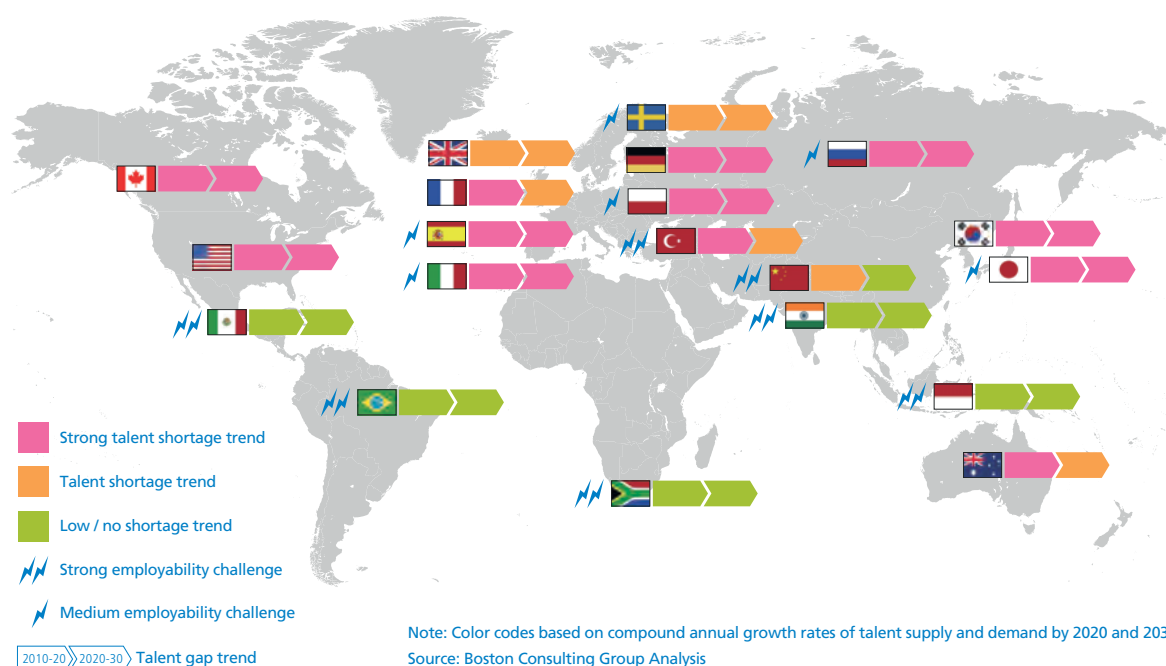 Strong talent shortage trend
Talent shortage trend
Low / no shortage trend
Strong employability challenge
Medium employability challenge
2010-20 2020-30 Talent gap trend
Note: Color codes based on compound annual growth rates of talent supply and demand by 2020 and 203
Source: Boston Consulting Group Analysis